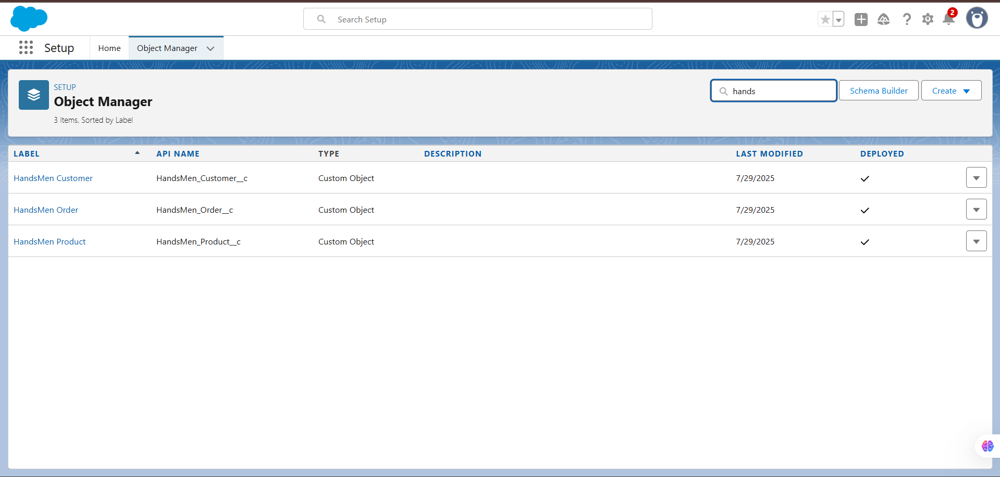 Search Setup
2
Setup
Home
Object Manager
SETUP
Object Manager
3 Items, Sorted by Label
hands
Schema Builder
Create
LABEL API NAME TYPE DESCRIPTION LAST MODIFIED DEPLOYED
HandsMen Customer HandsMen_Customer__c Custom Object 7/29/2025
HandsMen Order HandsMen_Order__c Custom Object 7/29/2025
HandsMen Product HandsMen_Product__c Custom Object 7/29/2025